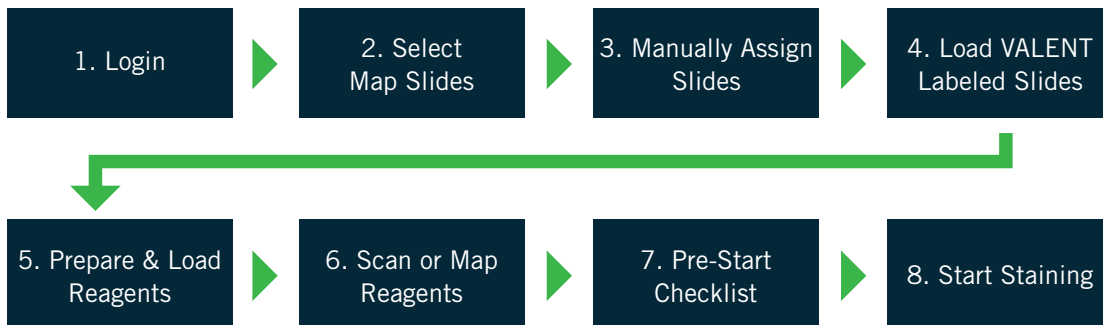 1. Login
2. Select
Map Slides
3. Manually Assign
Slides
4. Load VALENT
Labeled Slides
5. Prepare & Load
Reagents
6. Scan or Map
Reagents
7. Pre-Start
Checklist
8. Start Staining